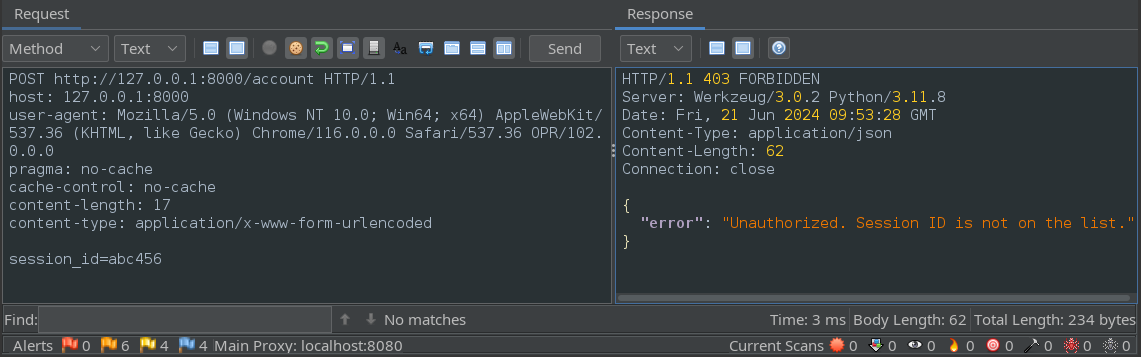 Request
Response
Method Text Send
Text
POST http://127.0.0.1:8000/account HTTP/1.1
host: 127.0.0.1:8000
user-agent: Mozilla/5.0 (Windows NT 10.0; Win64; x64) AppleWebKit/
537.36 (KHTML, like Gecko) Chrome/116.0.0.0 Safari/537.36 OPR/102.
0.0.0
pragma: no-cache
cache-control: no-cache
content-length: 17
content-type: application/x-www-form-urlencoded
session_id=abc456
HTTP/1.1 403 FORBIDDEN
Server: Werkzeug/3.0.2 Python/3.11.8
Date: Fri, 21 Jun 2024 09:53:28 GMT
Content-Type: application/json
Content-Length: 62
Connection: close
{
"error": "Unauthorized. Session ID is not on the list."
}
Find: No matches
Time: 3 ms Body Length: 62 Total Length: 234 bytes
Alerts 0 6 4 4 Main Proxy: localhost:8080
Current Scans 0 0 0 0 0 0 0 0